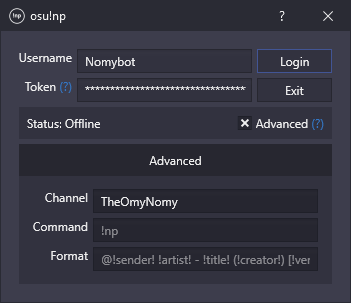 !np osu!np ?
Username Nomybot Login
Token (?) ********************************** Exit
Status: Offline Advanced (?)
Advanced
Channel TheOmyNomy
Command !np
Format @!sender! !artist! - !title! (!creator!) [!ver